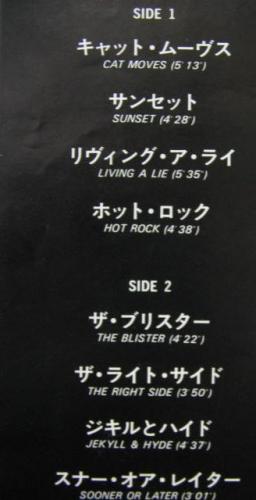 SIDE 1
キャット・ムーヴス
CAT MOVES (5'13")
サンセット
SUNSET (4'28")
リヴィング・ア・ライ
LIVING A LIE (5'35")
ホット・ロック
HOT ROCK (4'38")
SIDE 2
ザ・ブリスター
THE BLISTER (4'22")
ザ・ライト・サイド
THE RIGHT SIDE (3'50")
ジキルとハイド
JEKYLL & HYDE (4'37")
スナー・オア・レイター
SOONER OR LATER (3'01")